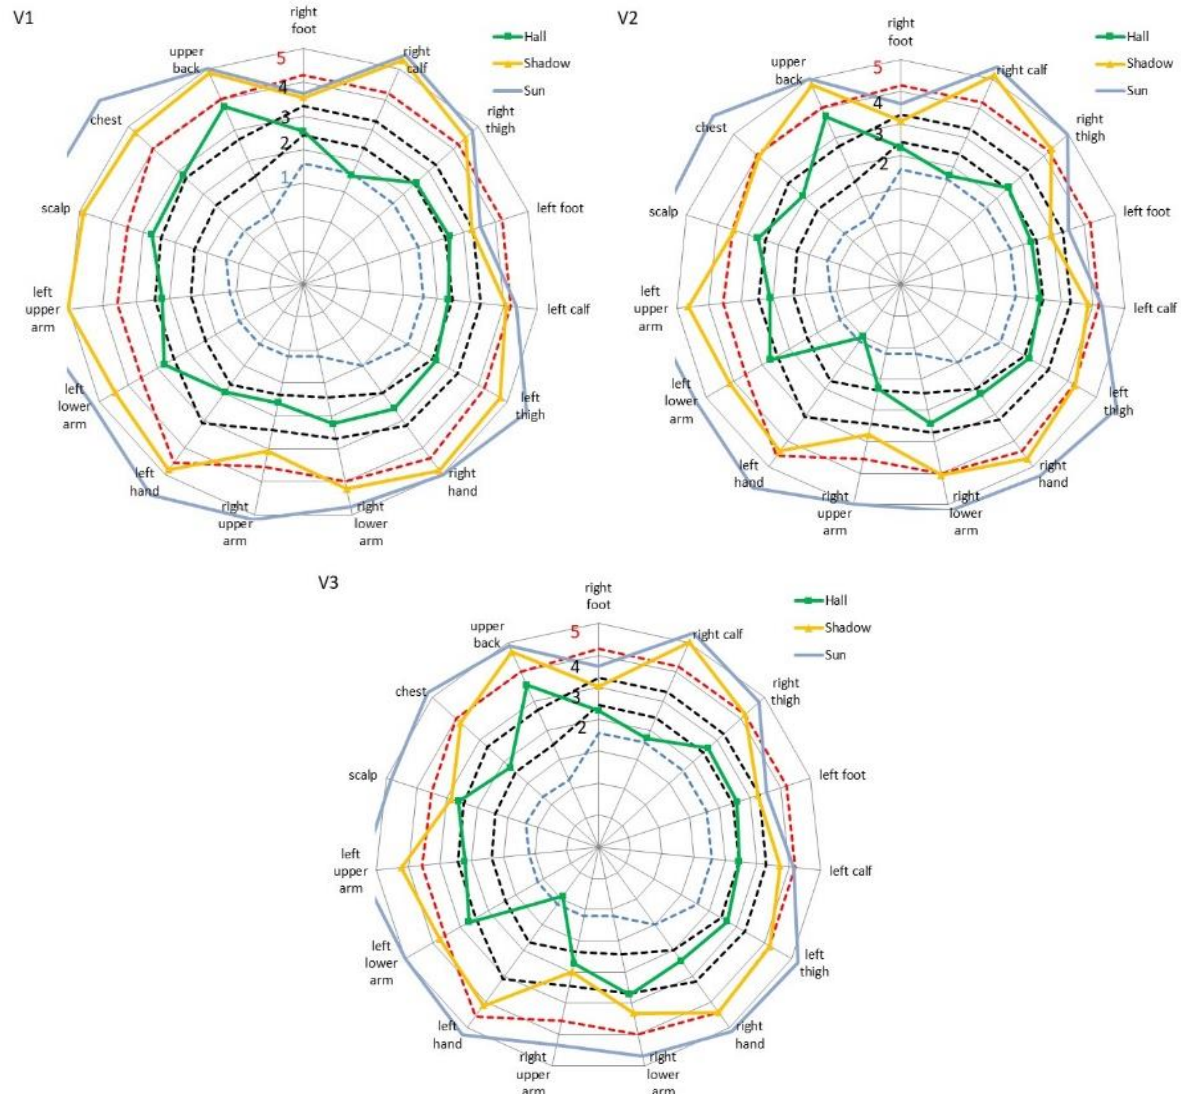 V1
right
foot
Hall
Shadow
Sun
upper
back
5
right
calf
4
chest
3
right
thigh
2
1
scalp
left foot
left
upper
arm
left calf
left
lower
arm
left
thigh
left
hand
right
hand
right
upper
arm
right
lower
arm
V2
right
foot
Hall
Shadow
Sun
upper
back
5
right calf
4
chest
3
right
thigh
2
scalp
left foot
left
upper
arm
left calf
left
lower
arm
left
thigh
left
hand
right
hand
right
upper
arm
right
lower
arm
V3
right
foot
Hall
Shadow
Sun
upper
back
5
right calf
4
chest
3
right
thigh
2
scalp
left foot
left
upper
arm
left calf
left
lower
arm
left
thigh
left
hand
right
hand
right
upper
arm
right
lower
arm